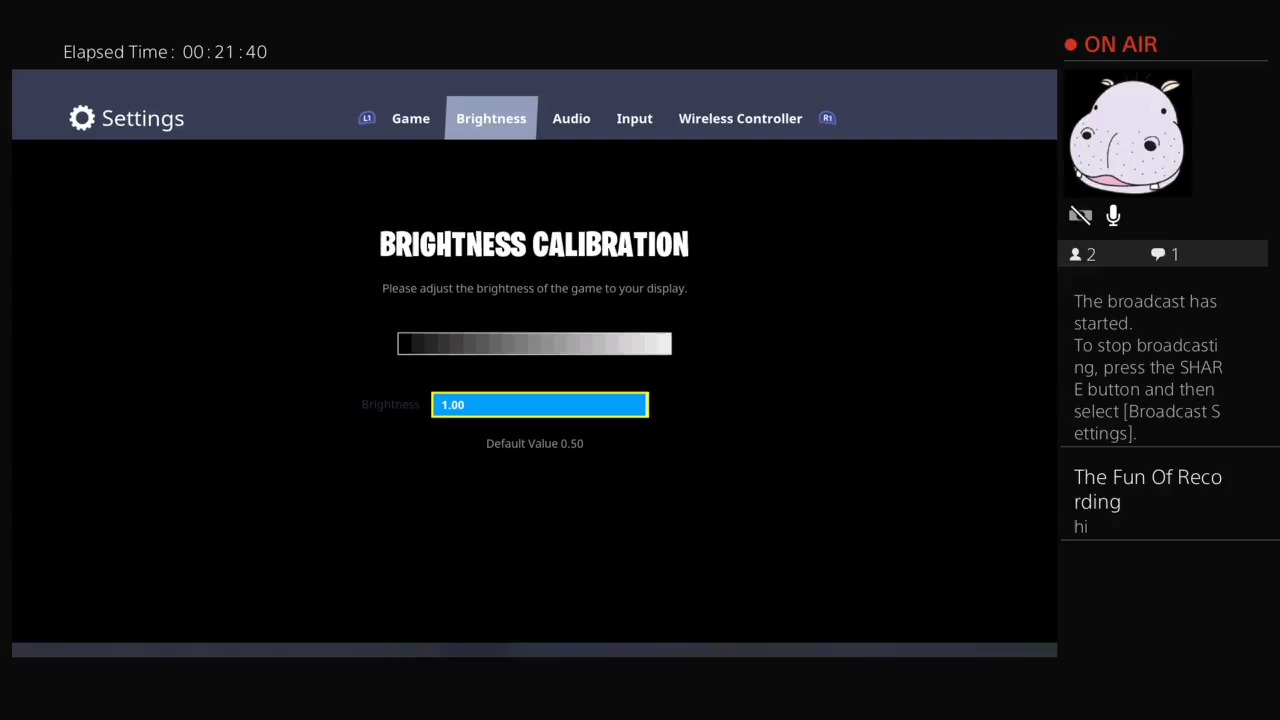 Elapsed Time: 00:21:40
ON AIR
Settings
L1 Game Brightness Audio Input Wireless Controller R1
BRIGHTNESS CALIBRATION
Please adjust the brightness of the game to your display.
Brightness 1.00
Default Value 0.50
2 1
The broadcast has
started.
To stop broadcasti
ng, press the SHAR
E button and then
select [Broadcast S
ettings].
The Fun Of Reco
rding
hi